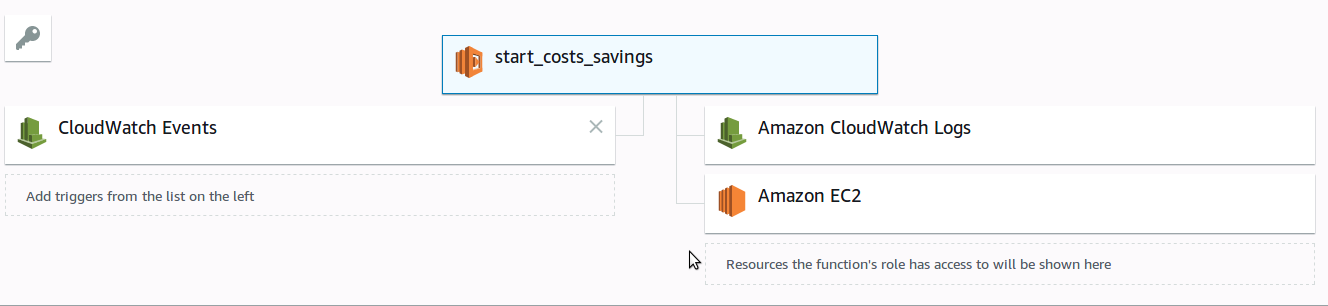 start_costs_savings
CloudWatch Events
Amazon CloudWatch Logs
Add triggers from the list on the left
Amazon EC2
Resources the function's role has access to will be shown here